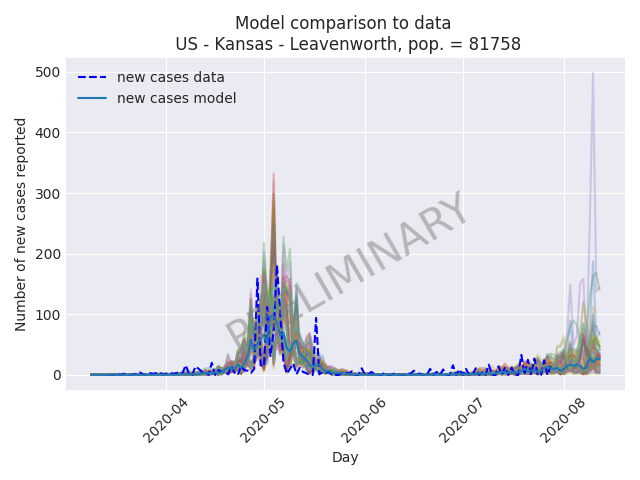 Model comparison to data
US - Kansas - Leavenworth, pop. = 81758
500
400
300
200
100
0
Number of new cases reported
new cases data
new cases model
PRELIMINARY
2020-04
2020-05
2020-06
2020-07
2020-08
Day